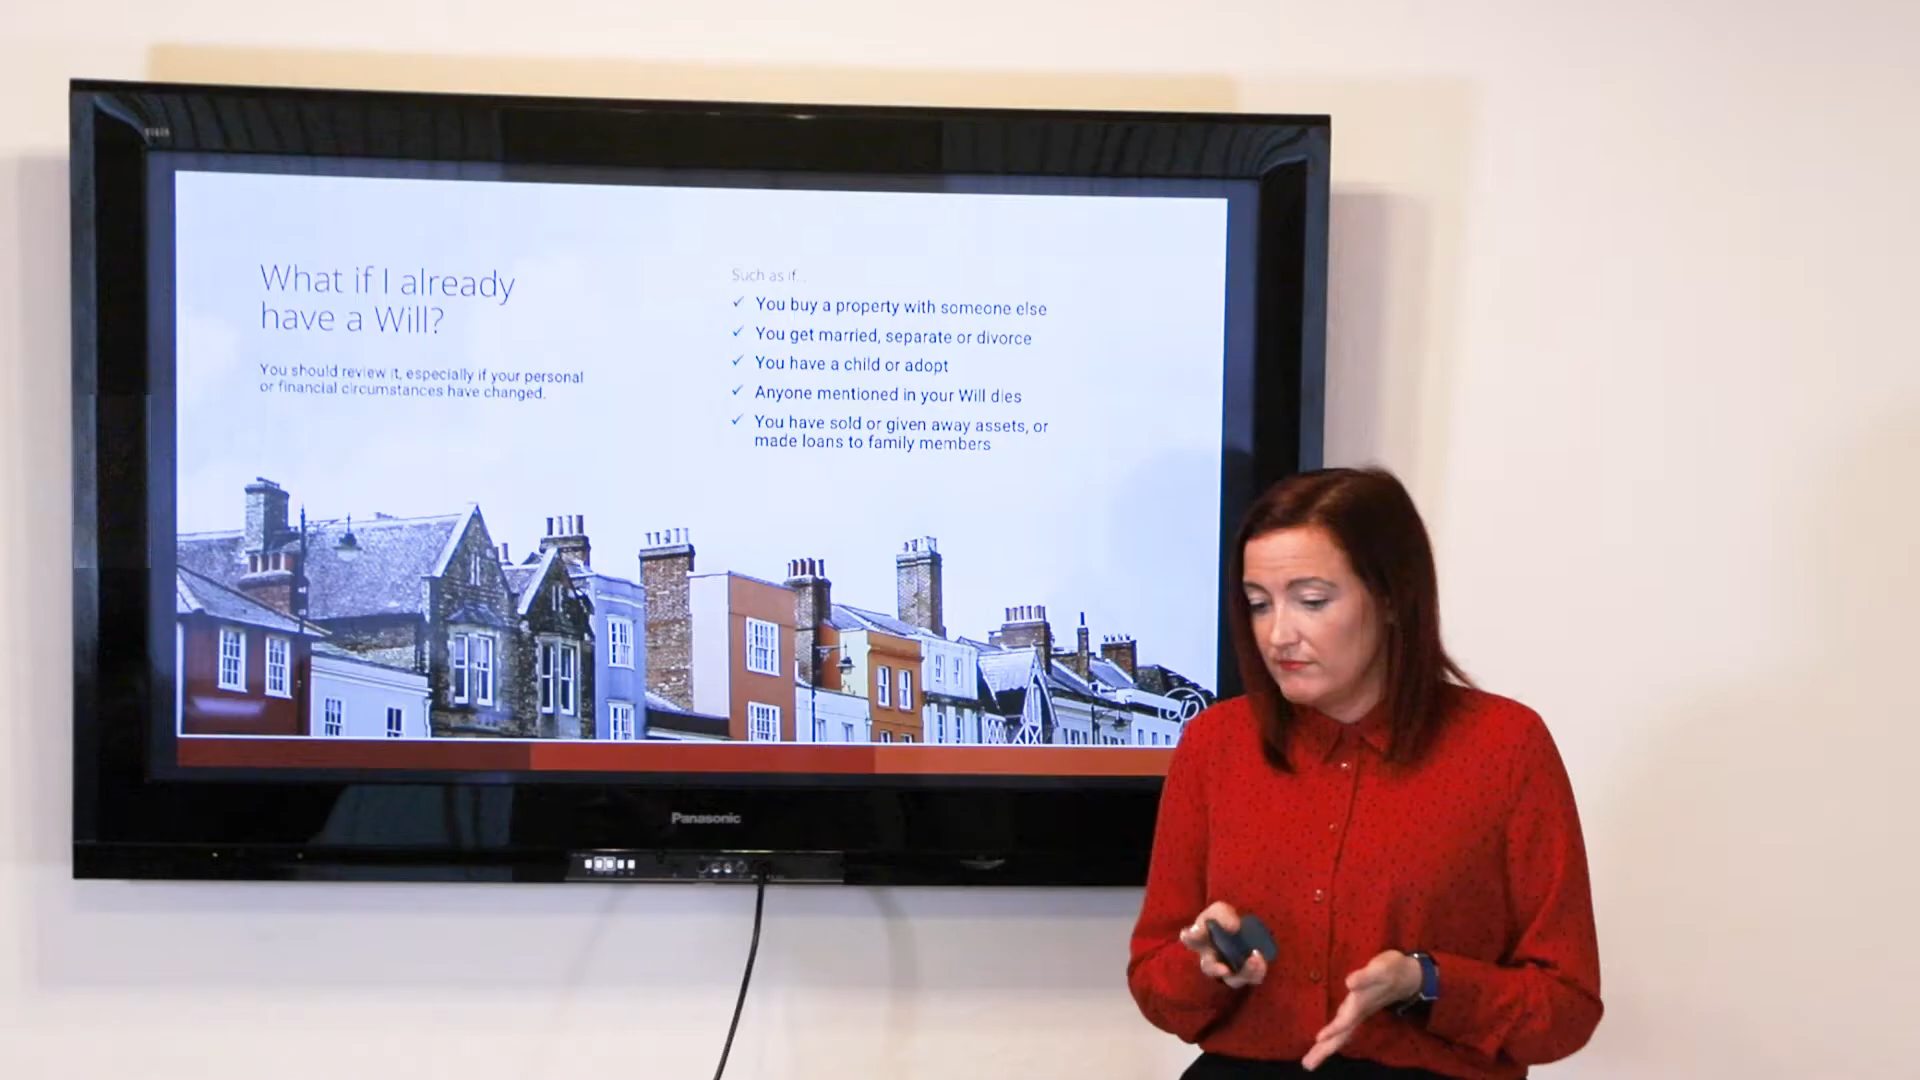 What if I already
have a Will?
You should review it, especially if your personal
or financial circumstances have changed.
Such as if...
You buy a property with someone else
You get married, separate or divorce
You have a child or adopt
Anyone mentioned in your Will dies
You have sold or given away assets, or
made loans to family members
Panasonic